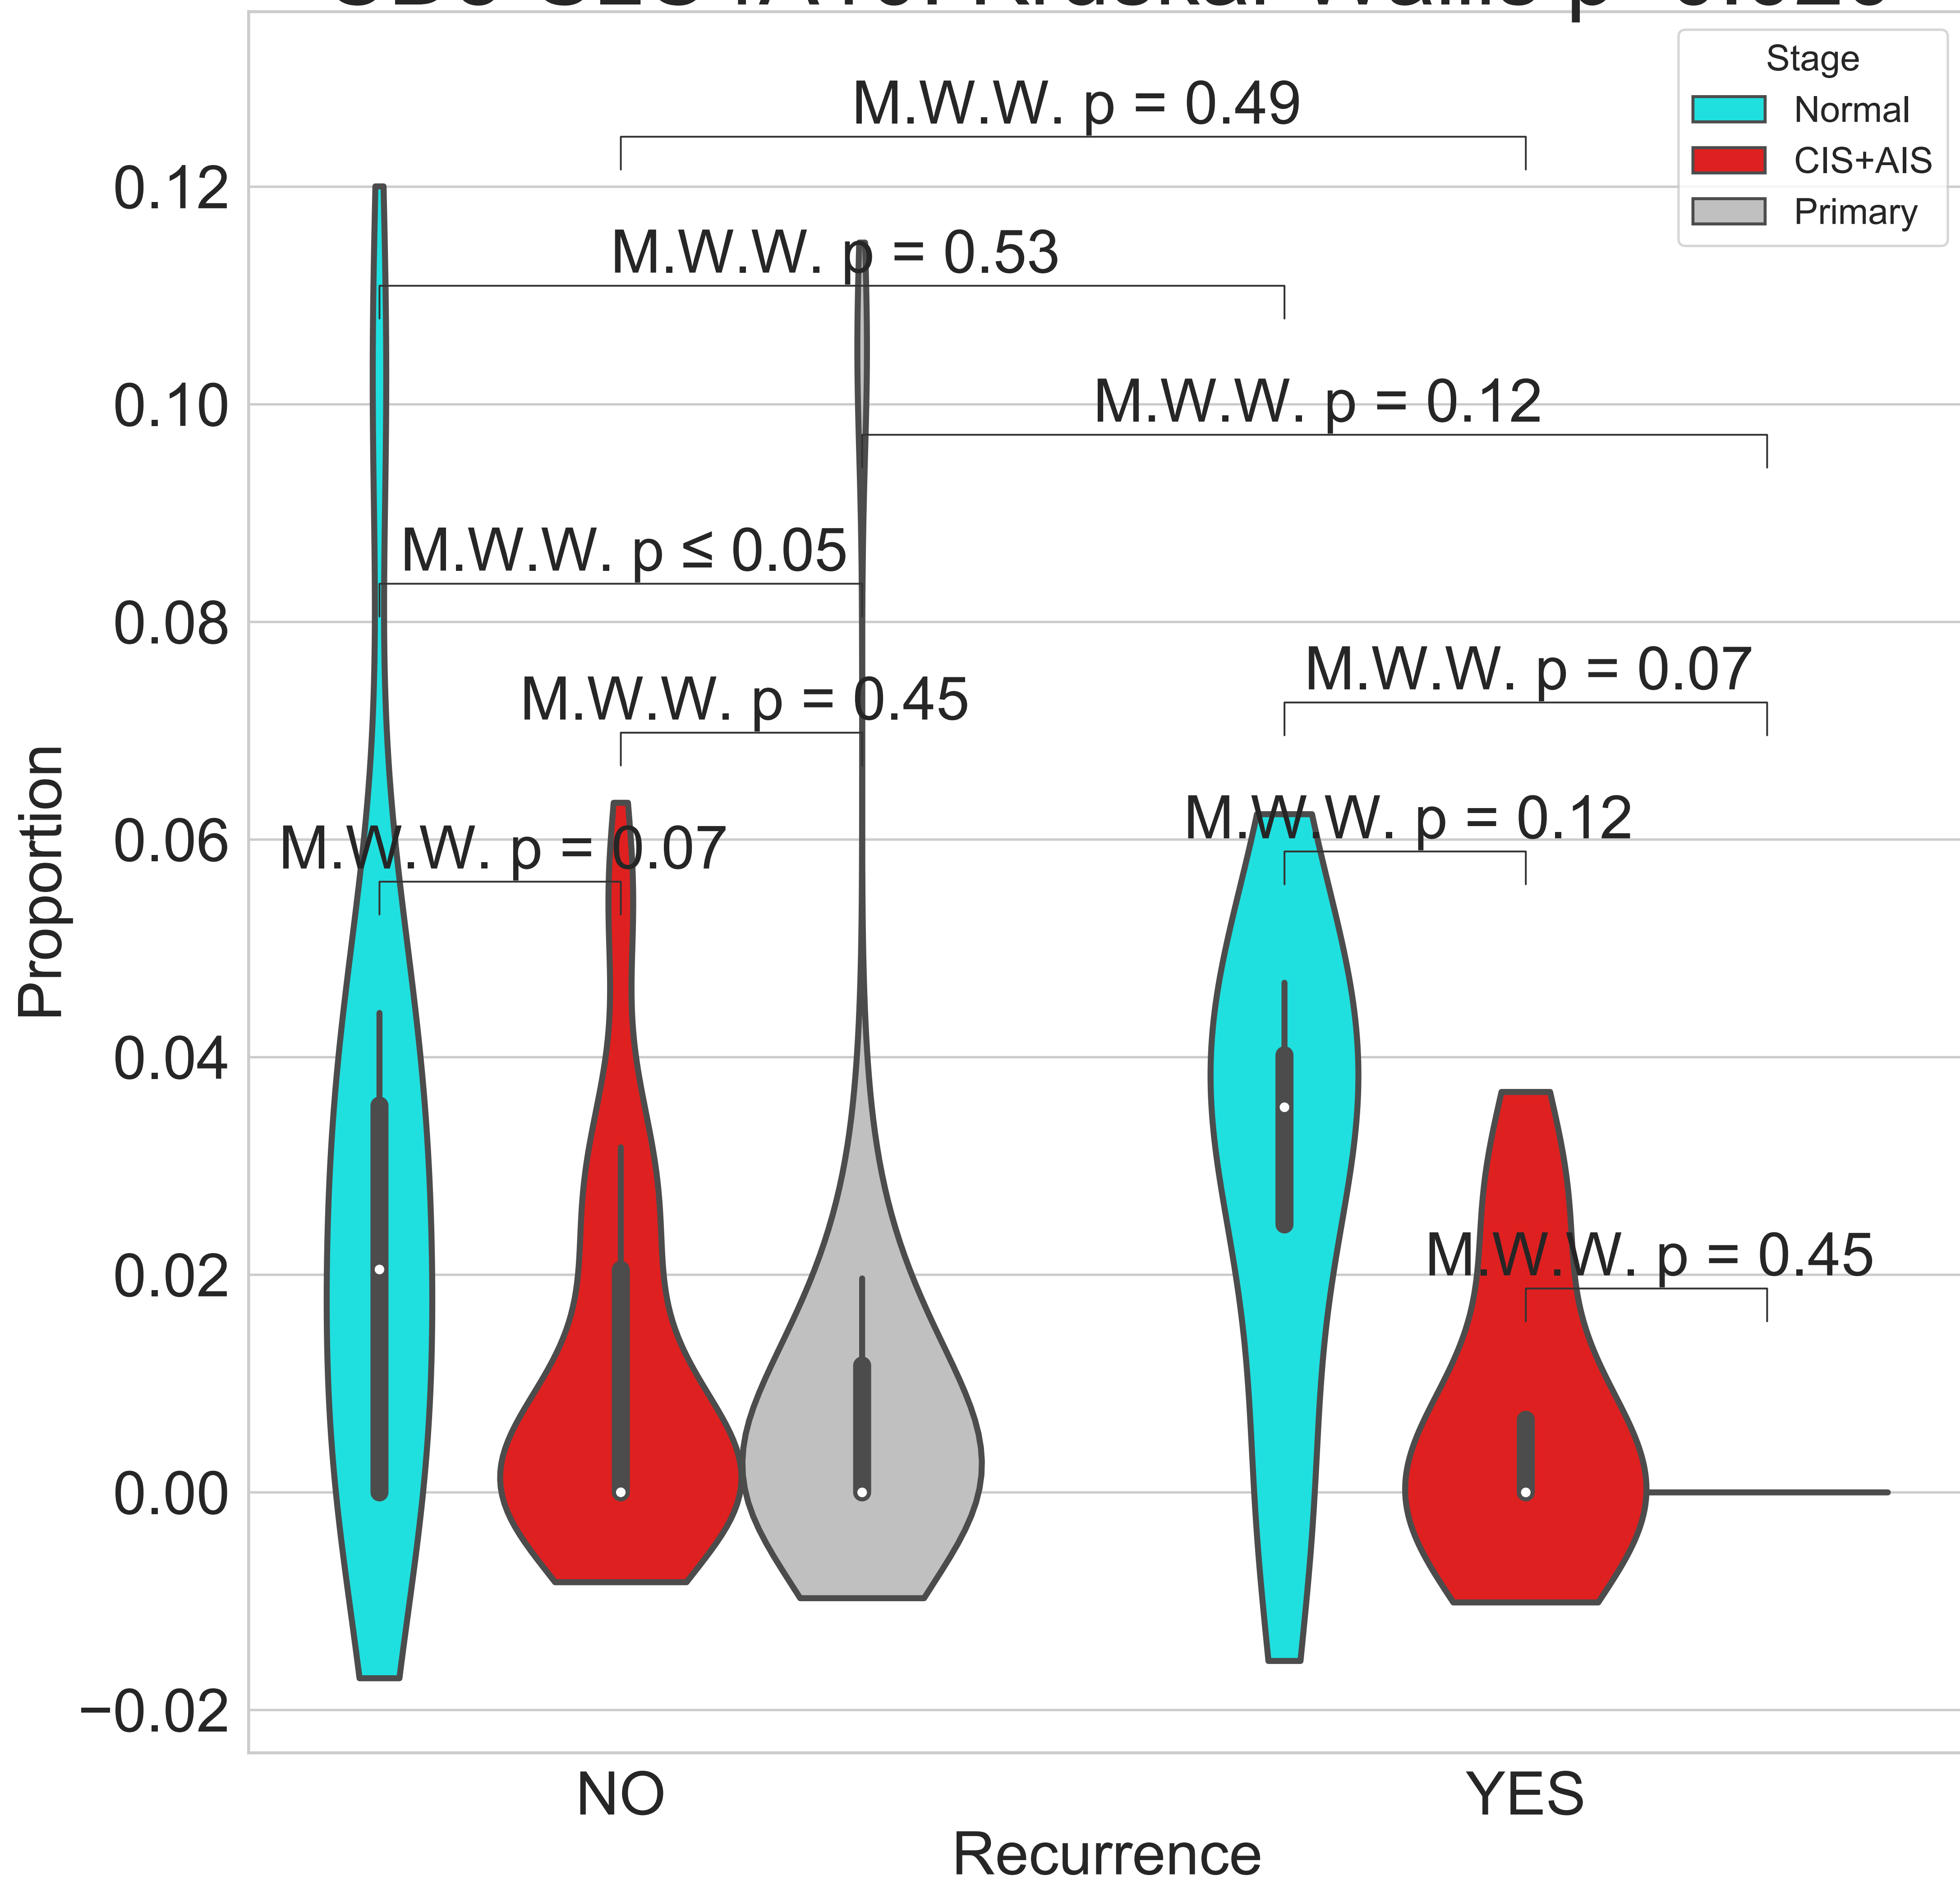 Stage
Normal
CIS+AIS
Primary
M.W.W. p = 0.49
M.W.W. p = 0.53
M.W.W. p = 0.12
M.W.W. p ≤ 0.05
M.W.W. p = 0.07
M.W.W. p = 0.45
M.W.W. p = 0.12
M.W.W. p = 0.07
M.W.W. p = 0.45
0.12
0.10
0.08
0.06
0.04
0.02
0.00
−0.02
Proportion
NO
YES
Recurrence